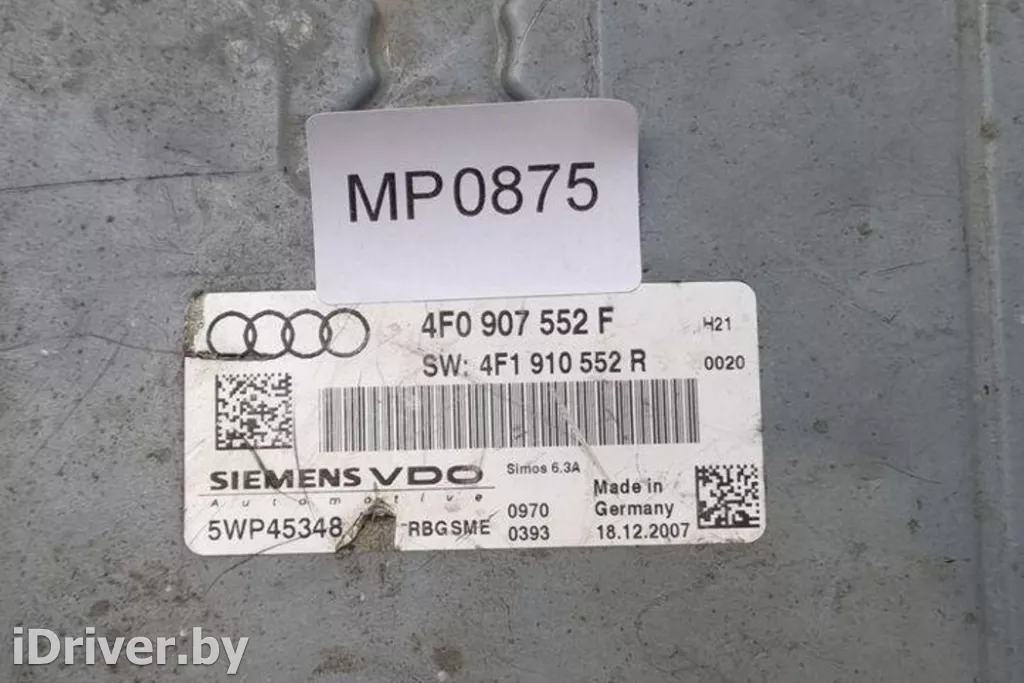 MP0875
4F0 907 552 F H21
SW: 4F1 910 552 R 0020
SIEMENS VDO Simos 6.3A
Automotive
5WP45348 RBGSME
0970
0393
Made in
Germany
18.12.2007
iDriver.by